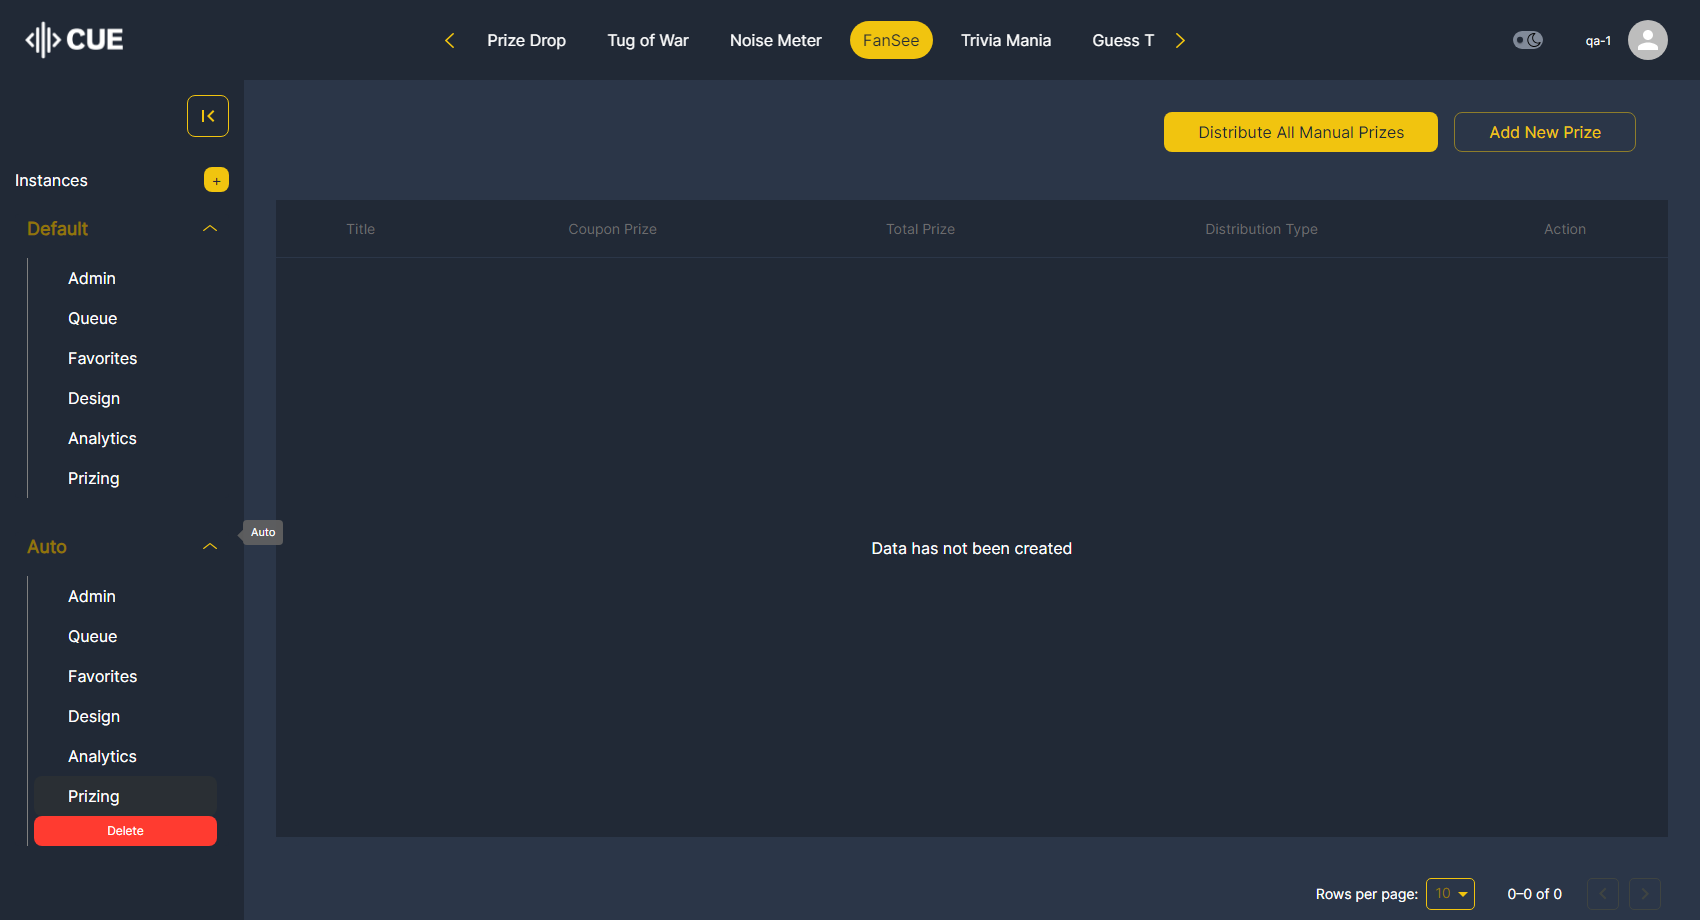 CUE
Prize Drop
Tug of War
Noise Meter
FanSee
Trivia Mania
Guess T
qa-1
Instances
+
Default
Admin
Queue
Favorites
Design
Analytics
Prizing
Auto
Auto
Admin
Queue
Favorites
Design
Analytics
Prizing
Delete
Distribute All Manual Prizes
Add New Prize
Title
Coupon Prize
Total Prize
Distribution Type
Action
Data has not been created
Rows per page:
10
0–0 of 0